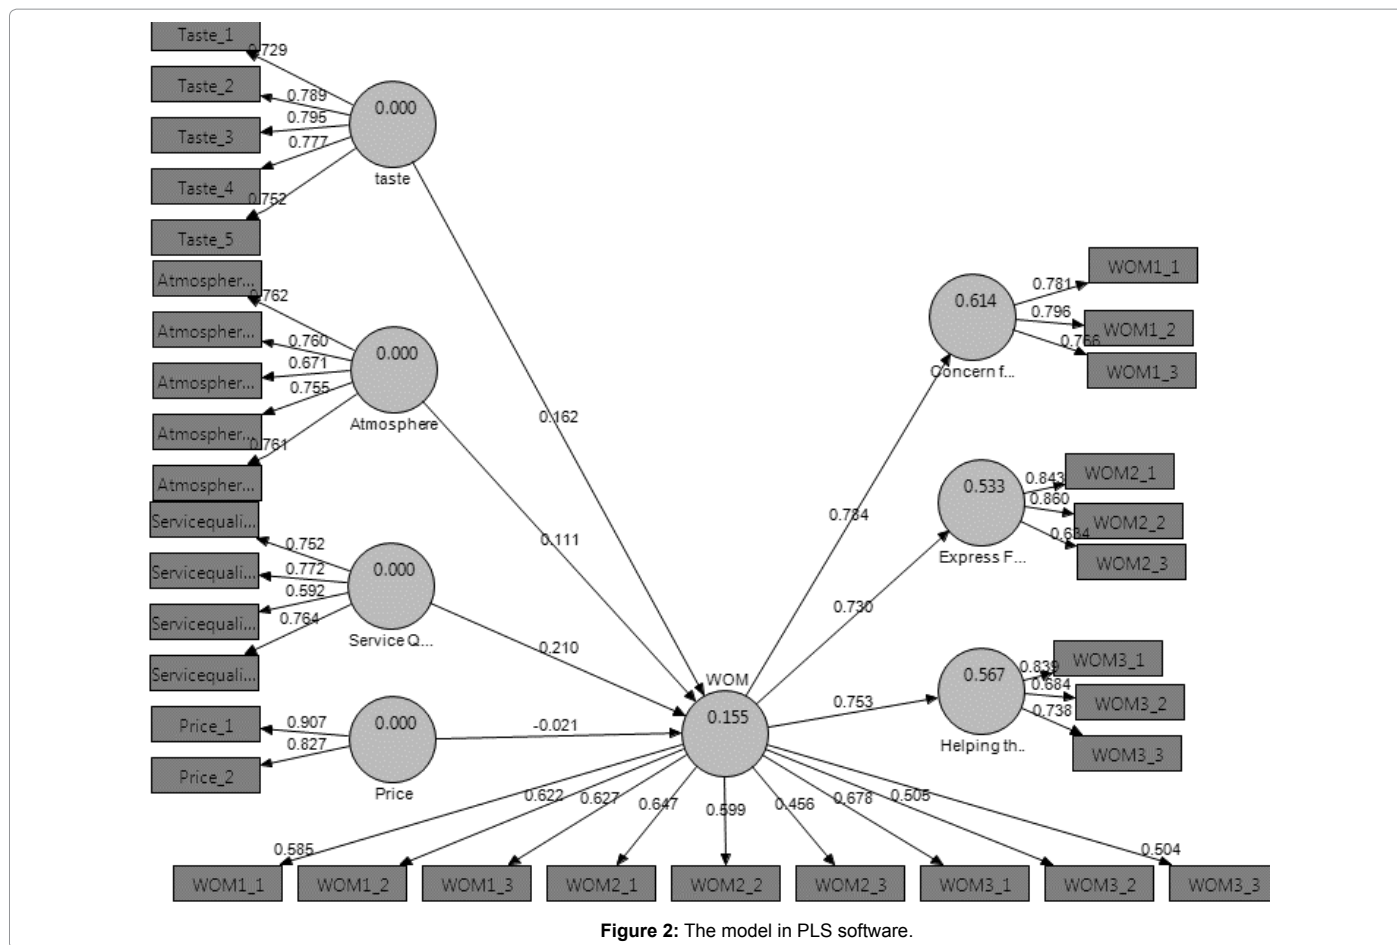 Taste_1
0.729
Taste_2
0.789
0.795
Taste_3
0.777
Taste_4
0.752
Taste_5
0.000
taste
Atmospher...
0.762
Atmospher...
0.760
0.671
Atmospher...
0.755
Atmospher...
0.761
Atmospher...
0.000
Atmosphere
Servicequali...
0.752
Servicequali...
0.772
0.592
Servicequali...
0.764
Servicequali...
0.000
Service Q...
Price_1
0.907
0.827
Price_2
0.000
Price
0.162
0.111
0.210
-0.021
WOM
0.155
0.784
0.730
0.753
0.614
Concern f...
0.781
WOM1_1
0.796
WOM1_2
0.766
WOM1_3
0.533
Express F...
0.843
WOM2_1
0.860
WOM2_2
0.634
WOM2_3
0.567
Helping th..
0.839
WOM3_1
0.684
WOM3_2
0.738
WOM3_3
0.585
0.622
0.627
0.647
0.599
0.456
0.678
0.505
0.504
WOM1_1
WOM1_2
WOM1_3
WOM2_1
WOM2_2
WOM2_3
WOM3_1
WOM3_2
WOM3_3
Figure 2: The model in PLS software.